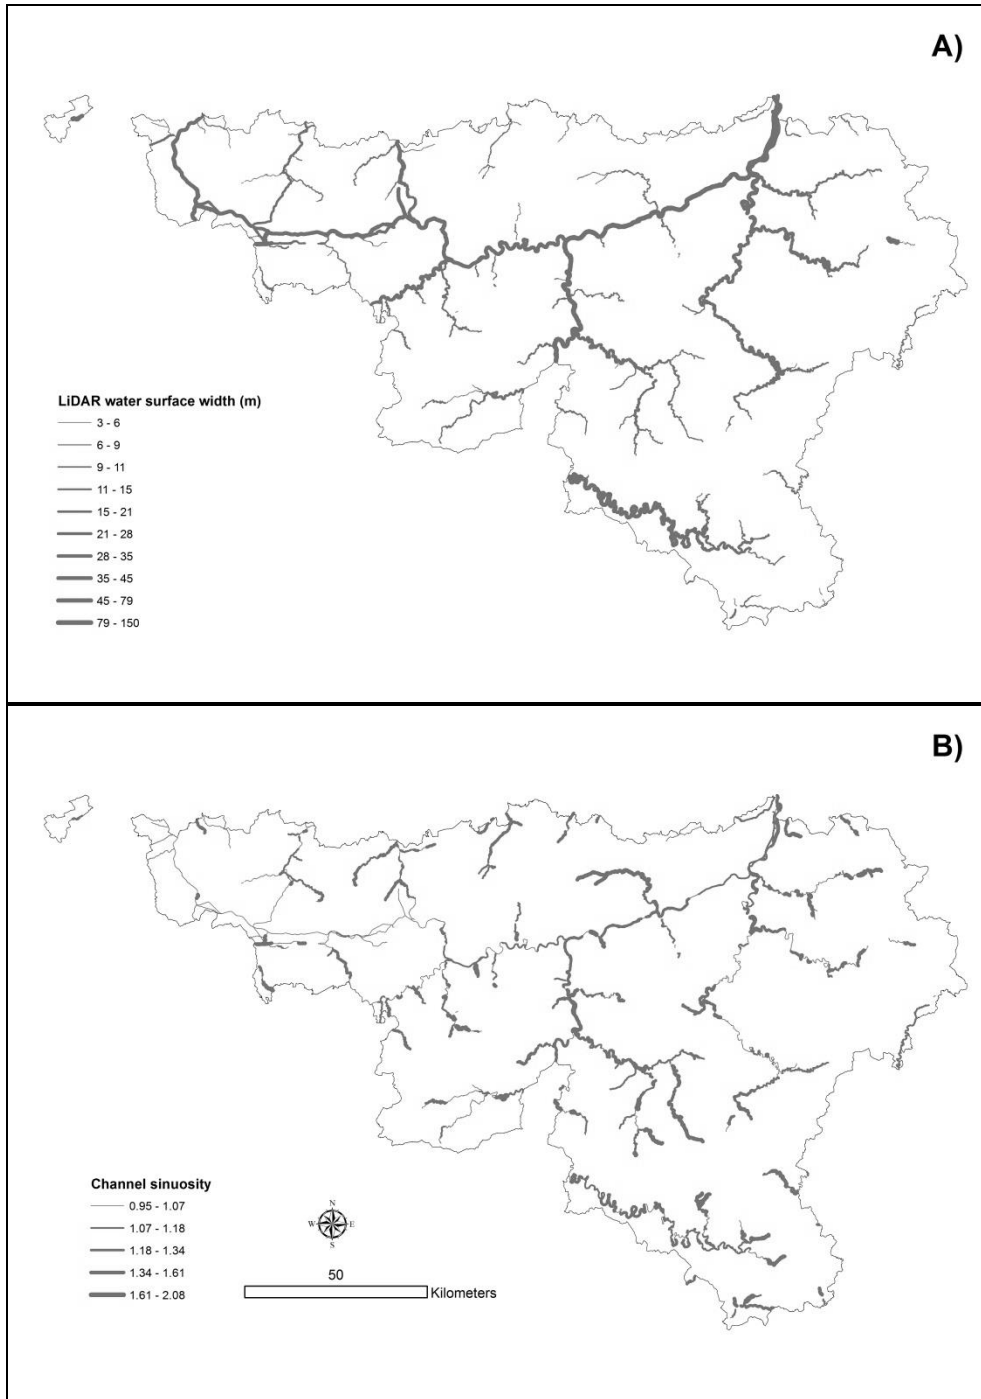 A)
LiDAR water surface width (m)
3 - 6
6 - 9
9 - 11
11 - 15
15 - 21
21 - 28
28 - 35
35 - 45
45 - 79
79 - 150
B)
Channel sinuosity
0.95 - 1.07
1.07 - 1.18
1.18 - 1.34
1.34 - 1.61
1.61 - 2.08
N
W E
S
50
Kilometers